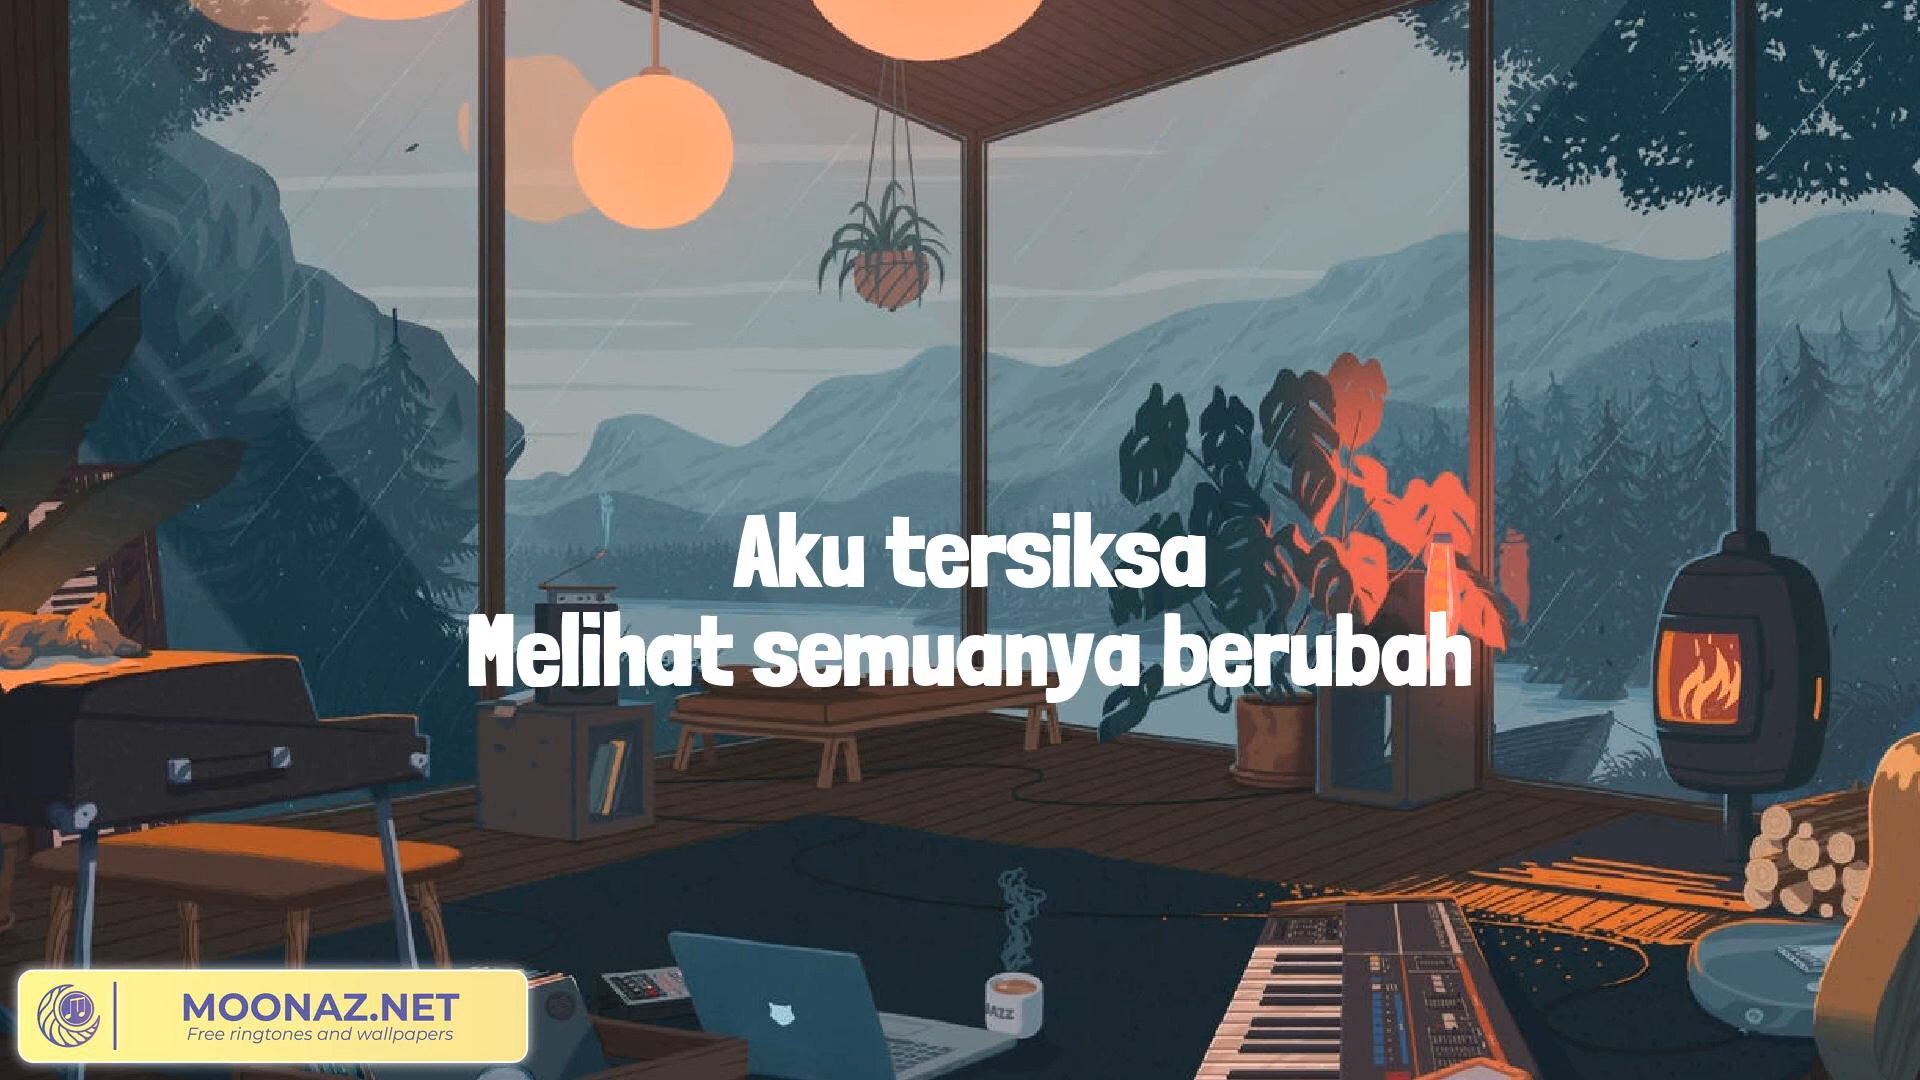 Aku tersiksa
Melihat semuanya berubah
MOONAZ.NET
Free ringtones and wallpapers